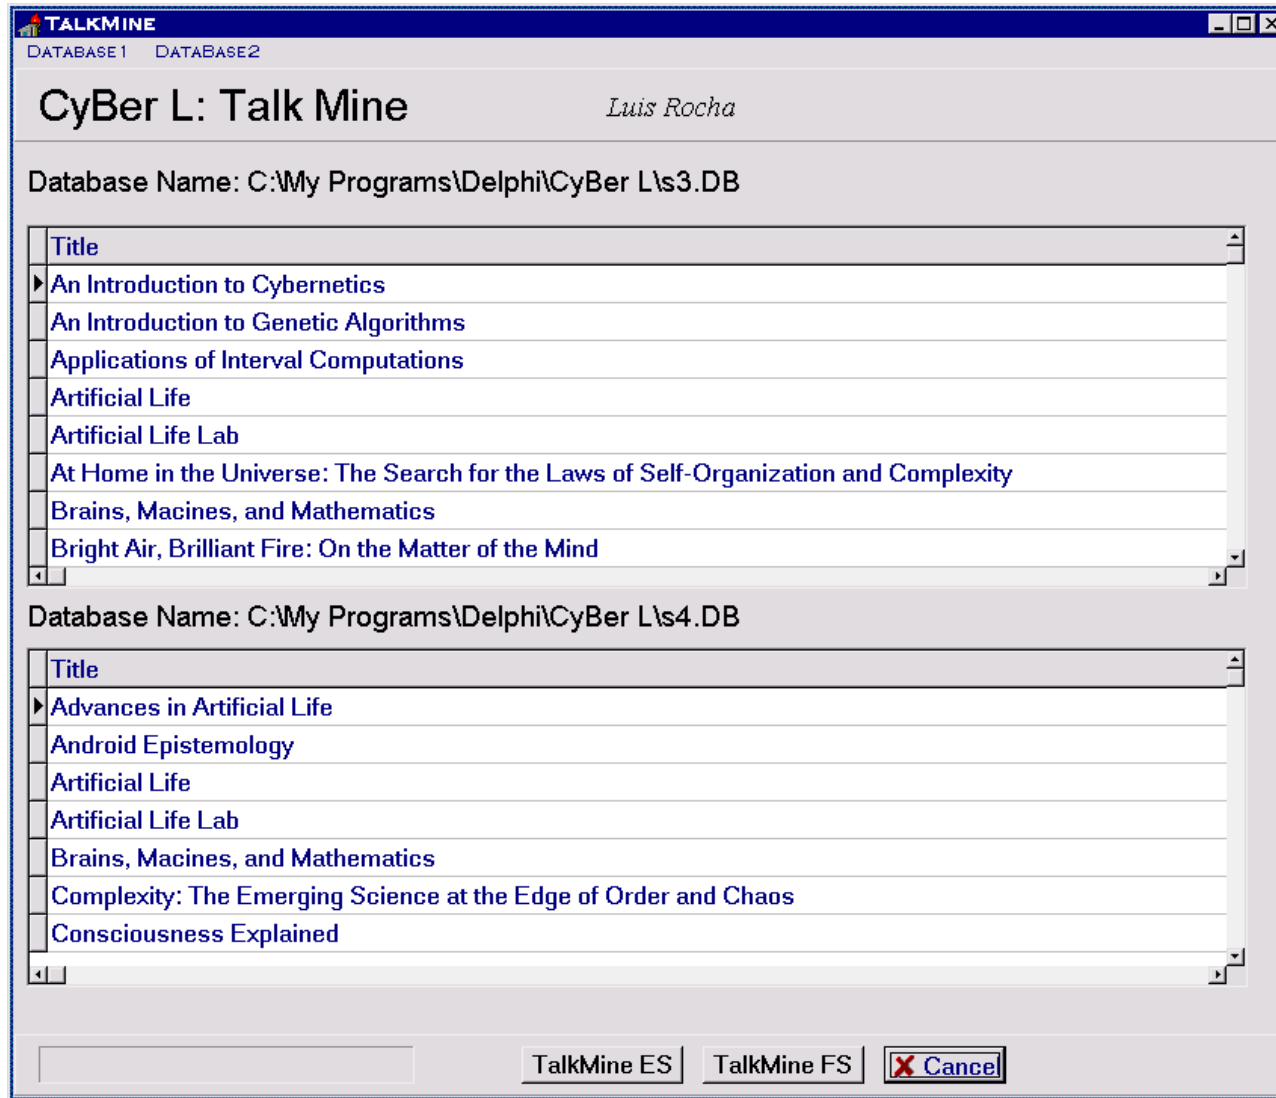 TALKMINE
DATABASE1 DATABASE2
CyBer L: Talk Mine Luis Rocha
Database Name: C:\My Programs\Delphi\CyBer L\s3.DB
Title
An Introduction to Cybernetics
An Introduction to Genetic Algorithms
Applications of Interval Computations
Artificial Life
Artificial Life Lab
At Home in the Universe: The Search for the Laws of Self-Organization and Complexity
Brains, Macines, and Mathematics
Bright Air, Brilliant Fire: On the Matter of the Mind
Database Name: C:\My Programs\Delphi\CyBer L\s4.DB
Title
Advances in Artificial Life
Android Epistemology
Artificial Life
Artificial Life Lab
Brains, Macines, and Mathematics
Complexity: The Emerging Science at the Edge of Order and Chaos
Consciousness Explained
TalkMine ES TalkMine FS Cancel